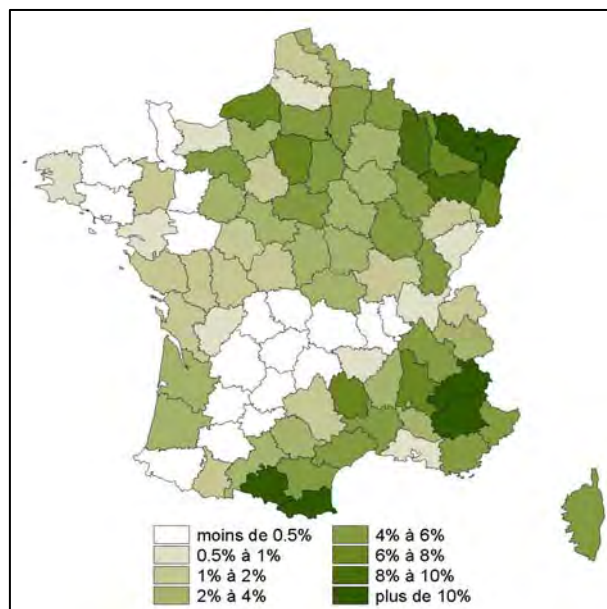 moins de 0.5%
0.5% à 1%
1% à 2%
2% à 4%
4% à 6%
6% à 8%
8% à 10%
plus de 10%